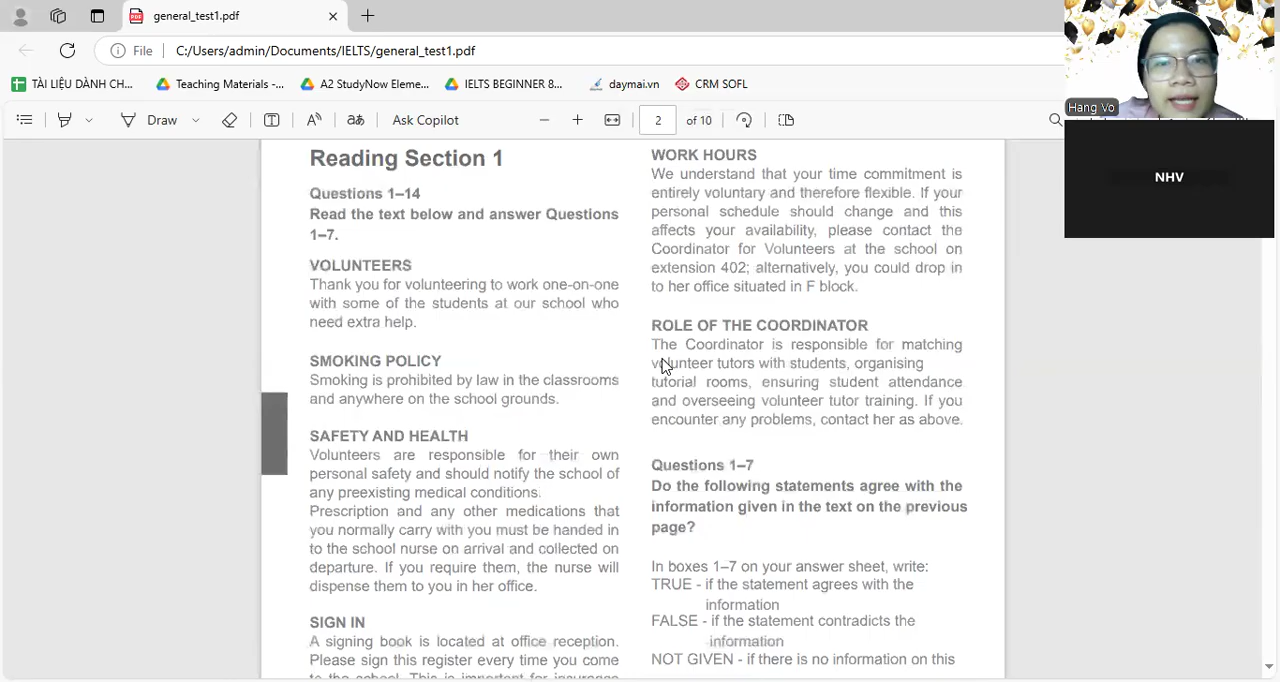 general_test1.pdf
File C:/Users/admin/Documents/IELTS/general_test1.pdf
TÀI LIỆU DÀNH CH... Teaching Materials -... A2 StudyNow Eleme... IELTS BEGINNER 8... daymai.vn CRM SOFL
Draw Ask Copilot 2 of 10
Hang Vo
NHV
Reading Section 1
Questions 1–14
Read the text below and answer Questions
1–7.
VOLUNTEERS
Thank you for volunteering to work one-on-one
with some of the students at our school who
need extra help.
SMOKING POLICY
Smoking is prohibited by law in the classrooms
and anywhere on the school grounds.
SAFETY AND HEALTH
Volunteers are responsible for their own
personal safety and should notify the school of
any preexisting medical conditions.
Prescription and any other medications that
you normally carry with you must be handed in
to the school nurse on arrival and collected on
departure. If you require them, the nurse will
dispense them to you in her office.
SIGN IN
A signing book is located at office reception.
Please sign this register every time you come
to the school. This is important for insurance
WORK HOURS
We understand that your time commitment is
entirely voluntary and therefore flexible. If your
personal schedule should change and this
affects your availability, please contact the
Coordinator for Volunteers at the school on
extension 402; alternatively, you could drop in
to her office situated in F block.
ROLE OF THE COORDINATOR
The Coordinator is responsible for matching
volunteer tutors with students, organising
tutorial rooms, ensuring student attendance
and overseeing volunteer tutor training. If you
encounter any problems, contact her as above.
Questions 1–7
Do the following statements agree with the
information given in the text on the previous
page?
In boxes 1–7 on your answer sheet, write:
TRUE - if the statement agrees with the
information
FALSE - if the statement contradicts the
information
NOT GIVEN - if there is no information on this